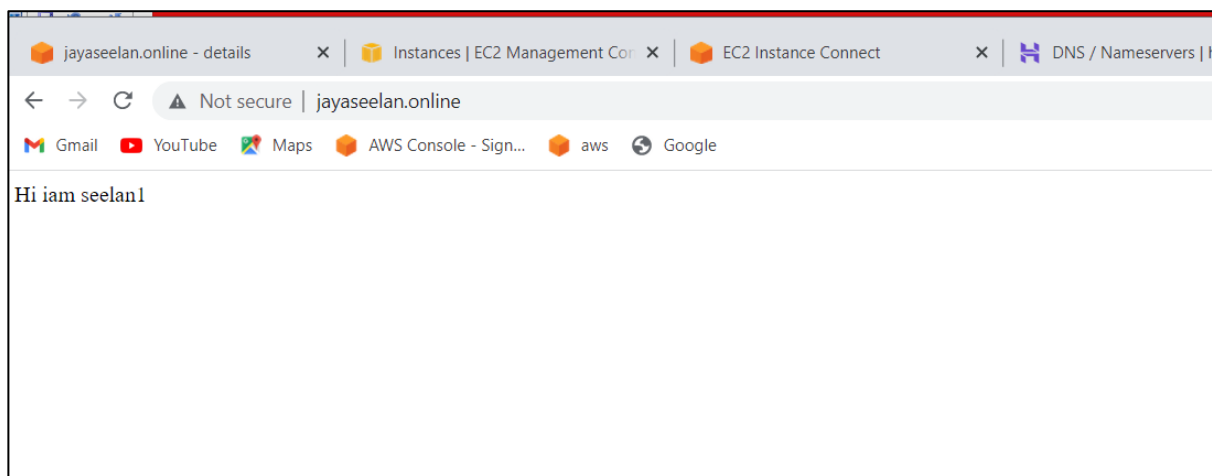 jayaseelan.online - details Instances | EC2 Management Con EC2 Instance Connect DNS / Nameservers |
Not secure | jayaseelan.online
Gmail YouTube Maps AWS Console - Sign... aws Google
Hi iam seelan1